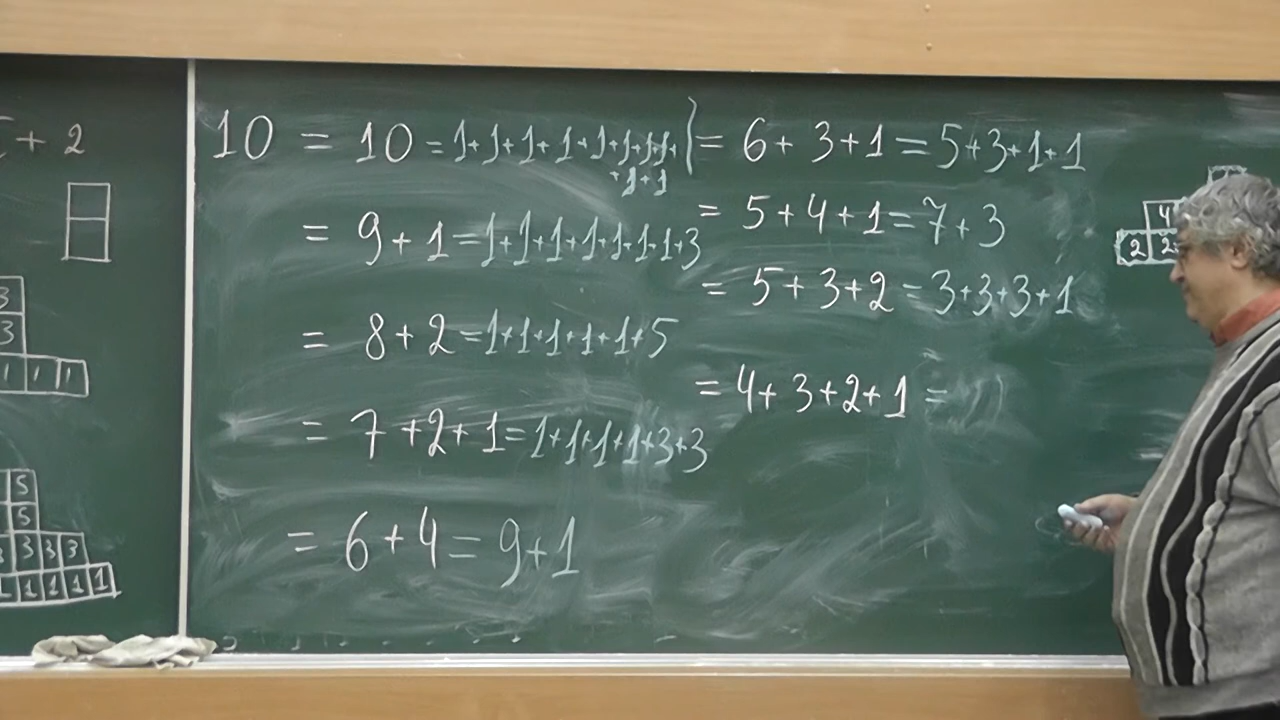 + 2
3
3
1 1 1
5
5
3 3 3
1 1 1 1 1
10 = 10 = 1+1+1+1+1+1+1+1+
+1+1
= 9+1 = 1+1+1+1+1+1+1+3
= 8+2 = 1+1+1+1+1+5
= 7+2+1 = 1+1+1+1+3+3
= 6+4 = 9+1
= 6+3+1 = 5+3+1+1
= 5+4+1 = 7+3
= 5+3+2 = 3+3+3+1
= 4+3+2+1 =
4
2 2